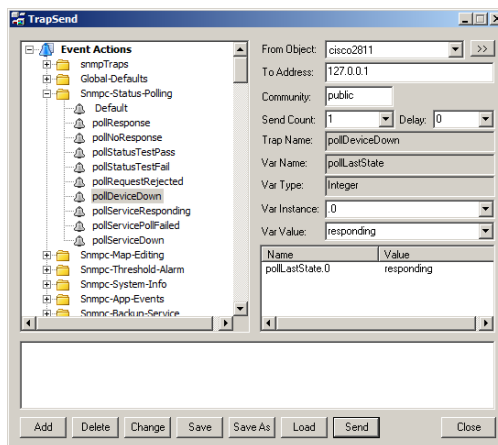 TrapSend
Event Actions
snmpTraps
Global-Defaults
Snmpc-Status-Polling
Default
pollResponse
pollNoResponse
pollStatusTestPass
pollStatusTestFail
pollRequestRejected
pollDeviceDown
pollServiceResponding
pollServicePollFailed
pollServiceDown
Snmpc-Map-Editing
Snmpc-Threshold-Alarm
Snmpc-System-Info
Snmpc-App-Events
Snmpc-Backup-Service
From Object: cisco2811 >>
To Address: 127.0.0.1
Community: public
Send Count: 1 Delay: 0
Trap Name: pollDeviceDown
Var Name: pollLastState
Var Type: Integer
Var Instance: .0
Var Value: responding
Name Value
pollLastState.0 responding
Add Delete Change Save Save As Load Send Close